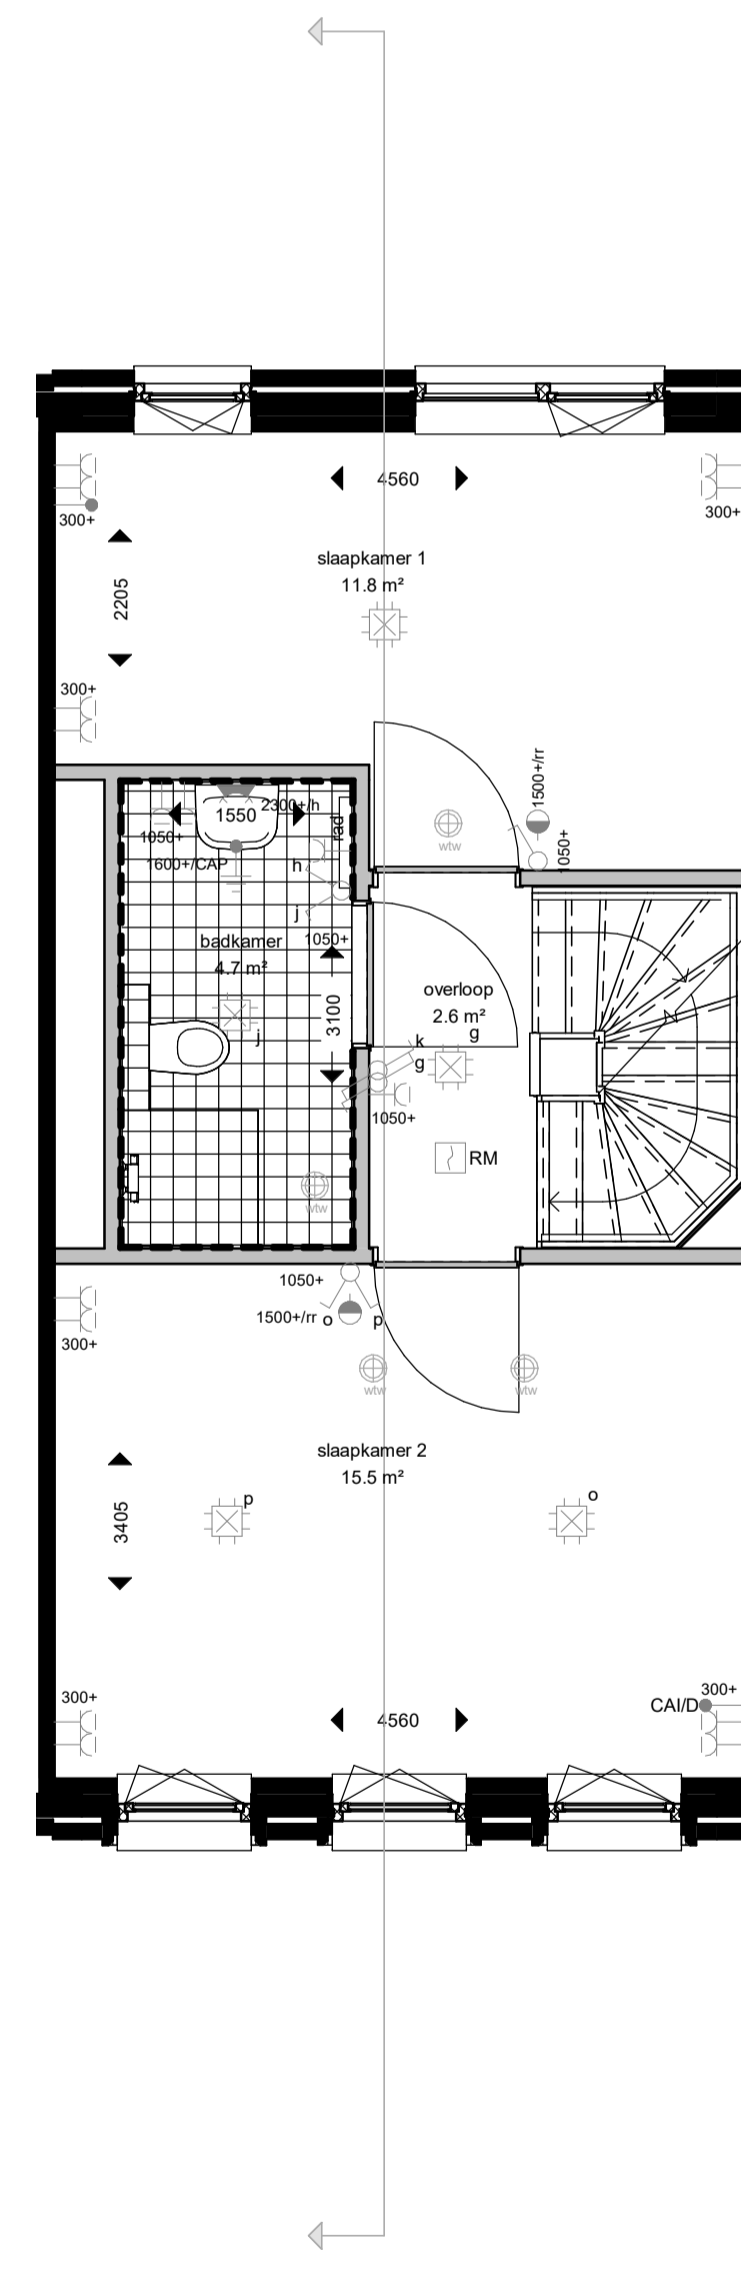 4560
300+
300+
slaapkamer 1
11.8 m²
2205
300+
1500+/rr
1050+
wtw
2300+/h
1550
rad
1050+
1600+/CAP
h
j
1050+
badkamer
4.7 m²
3100
j
overloop
2.6 m²
g
k
g
1050+
RM
wtw
1050+
1500+/rr
o
p
300+
wtw
wtw
slaapkamer 2
15.5 m²
p
o
3405
300+
300+
CAI/D
4560